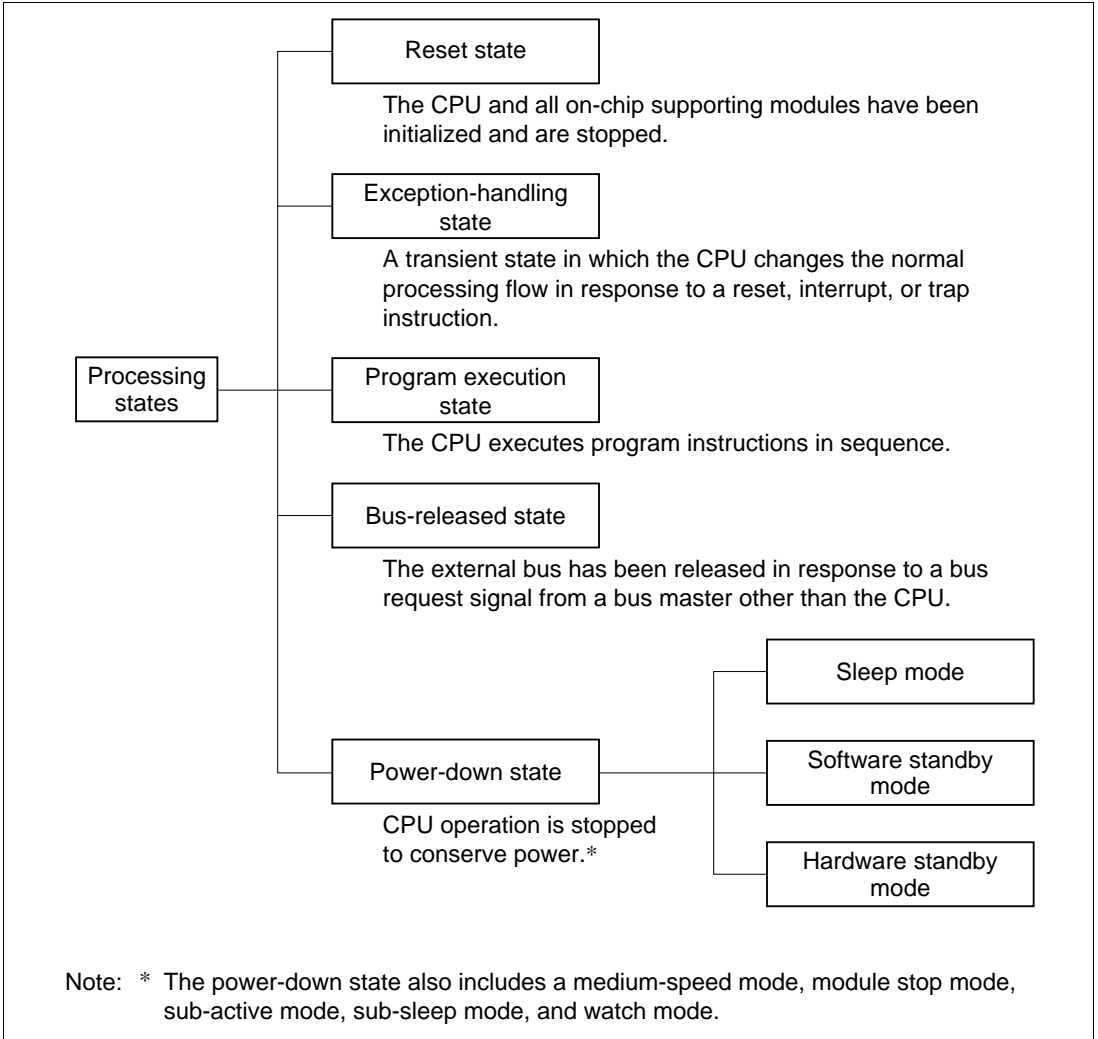 Reset state
The CPU and all on-chip supporting modules have been
initialized and are stopped.
Exception-handling
state
A transient state in which the CPU changes the normal
processing flow in response to a reset, interrupt, or trap
instruction.
Processing
states
Program execution
state
The CPU executes program instructions in sequence.
Bus-released state
The external bus has been released in response to a bus
request signal from a bus master other than the CPU.
Sleep mode
Power-down state
Software standby
mode
CPU operation is stopped
to conserve power.*
Hardware standby
mode
Note: * The power-down state also includes a medium-speed mode, module stop mode,
sub-active mode, sub-sleep mode, and watch mode.